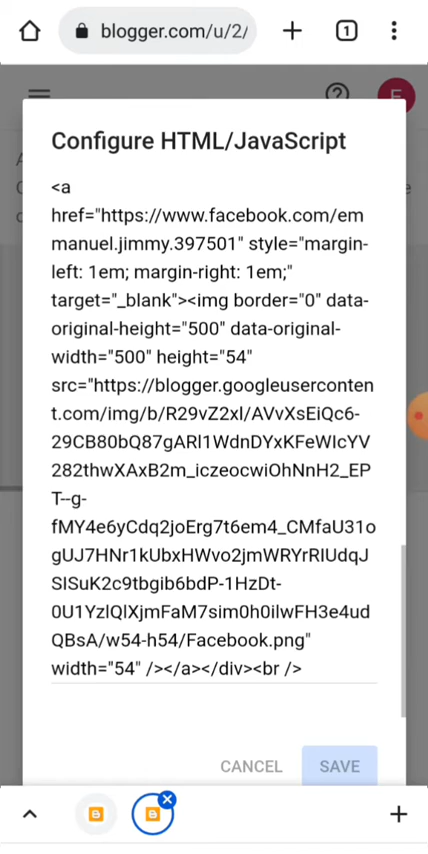 blogger.com/u/2/
1
E
Configure HTML/JavaScript
<a
href="https://www.facebook.com/em
manuel.jimmy.397501" style="margin-
left: 1em; margin-right: 1em;"
target="_blank"><img border="0" data-
original-height="500" data-original-
width="500" height="54"
src="https://blogger.googleuserconten
t.com/img/b/R29vZ2xl/AVvXsEiQc6-
29CB80bQ87gARl1WdnDYxKFeWIcYV
282thwXAxB2m_iczeocwiOhNnH2_EP
T--g-
fMY4e6yCdq2joErg7t6em4_CMfaU31o
gUJ7HNr1kUbxHWvo2jmWRYrRlUdqJ
SISuK2c9tbgib6bdP-1HzDt-
0U1YzlQlXjmFaM7sim0h0ilwFH3e4ud
QBsA/w54-h54/Facebook.png"
width="54" /></a></div><br />
CANCEL SAVE